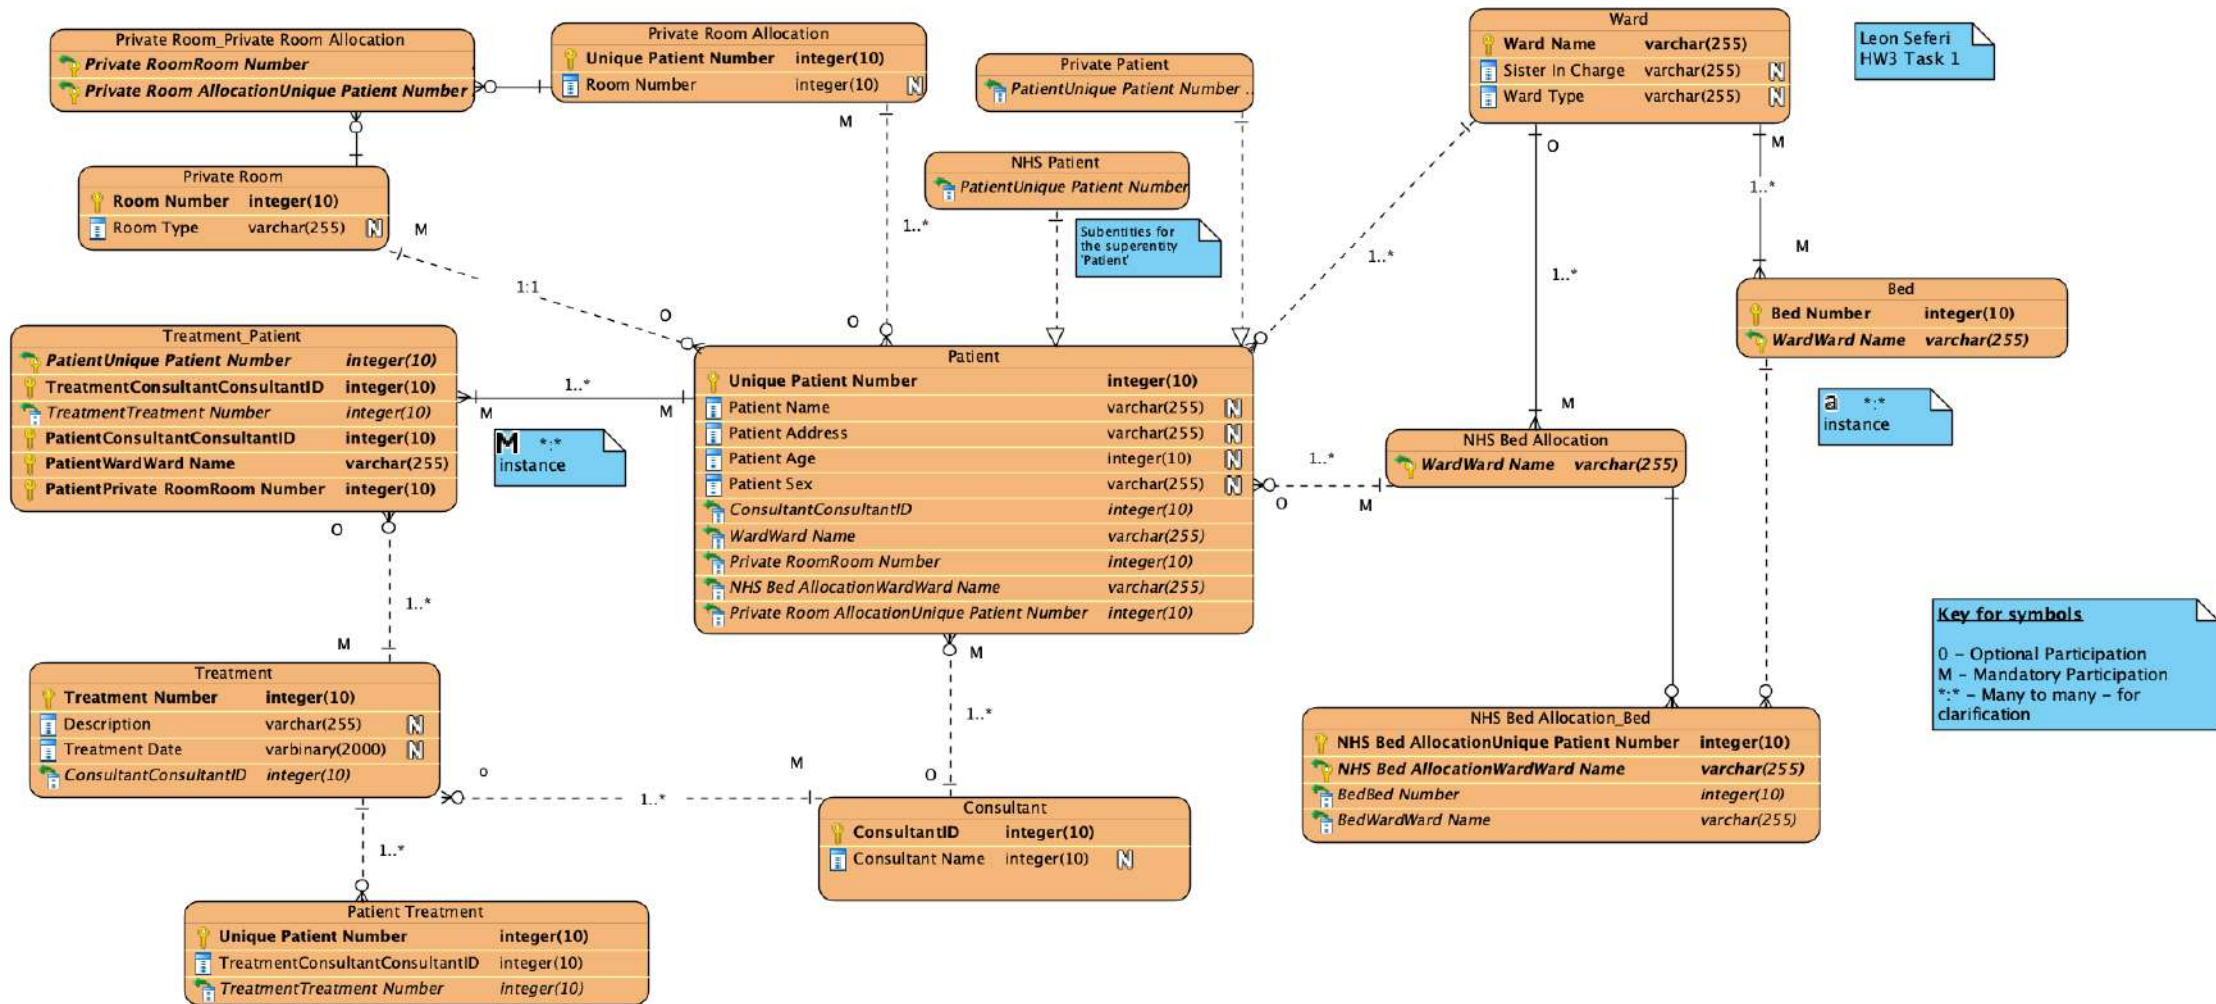 Private Room_Private Room Allocation
Private RoomRoom Number
Private Room AllocationUnique Patient Number
Private Room Allocation
Unique Patient Number integer(10)
Room Number integer(10) N
Private Patient
PatientUnique Patient Number ..
Ward
Ward Name varchar(255)
Sister In Charge varchar(255) N
Ward Type varchar(255) N
Leon Seferi
HW3 Task 1
NHS Patient
PatientUnique Patient Number
Subentities for
the superentity
'Patient'
Private Room
Room Number integer(10)
Room Type varchar(255) N
M
1:1
O
M
1..*
O
1..*
O
1..*
M
M
1..*
M
Bed
Bed Number integer(10)
WardWard Name varchar(255)
a *:*
instance
Treatment_Patient
PatientUnique Patient Number integer(10)
TreatmentConsultantConsultantID integer(10)
TreatmentTreatment Number integer(10)
PatientConsultantConsultantID integer(10)
PatientWardWard Name varchar(255)
PatientPrivate RoomRoom Number integer(10)
1..*
M
M
M *:*
instance
Patient
Unique Patient Number integer(10)
Patient Name varchar(255) N
Patient Address varchar(255) N
Patient Age integer(10) N
Patient Sex varchar(255) N
ConsultantConsultantID integer(10)
WardWard Name varchar(255)
Private RoomRoom Number integer(10)
NHS Bed AllocationWardWard Name varchar(255)
Private Room AllocationUnique Patient Number integer(10)
1..*
O
M
NHS Bed Allocation
WardWard Name varchar(255)
O
1..*
M
Treatment
Treatment Number integer(10)
Description varchar(255) N
Treatment Date varbinary(2000) N
ConsultantConsultantID integer(10)
o
1..*
M
M
1..*
O
Consultant
ConsultantID integer(10)
Consultant Name integer(10) N
1..*
Patient Treatment
Unique Patient Number integer(10)
TreatmentConsultantConsultantID integer(10)
TreatmentTreatment Number integer(10)
NHS Bed Allocation_Bed
NHS Bed AllocationUnique Patient Number integer(10)
NHS Bed AllocationWardWard Name varchar(255)
BedBed Number integer(10)
BedWardWard Name varchar(255)
Key for symbols
O – Optional Participation
M – Mandatory Participation
*:* – Many to many – for
clarification